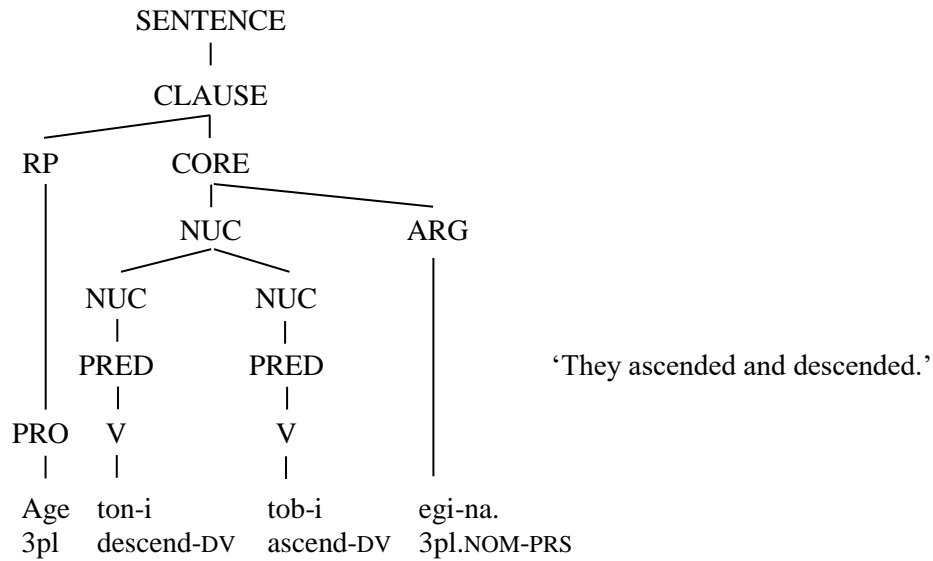 SENTENCE
CLAUSE
RP CORE
NUC ARG
NUC NUC
PRED PRED
‘They ascended and descended.’
PRO V V
Age ton-i tob-i egi-na.
3pl descend-DV ascend-DV 3pl.NOM-PRS